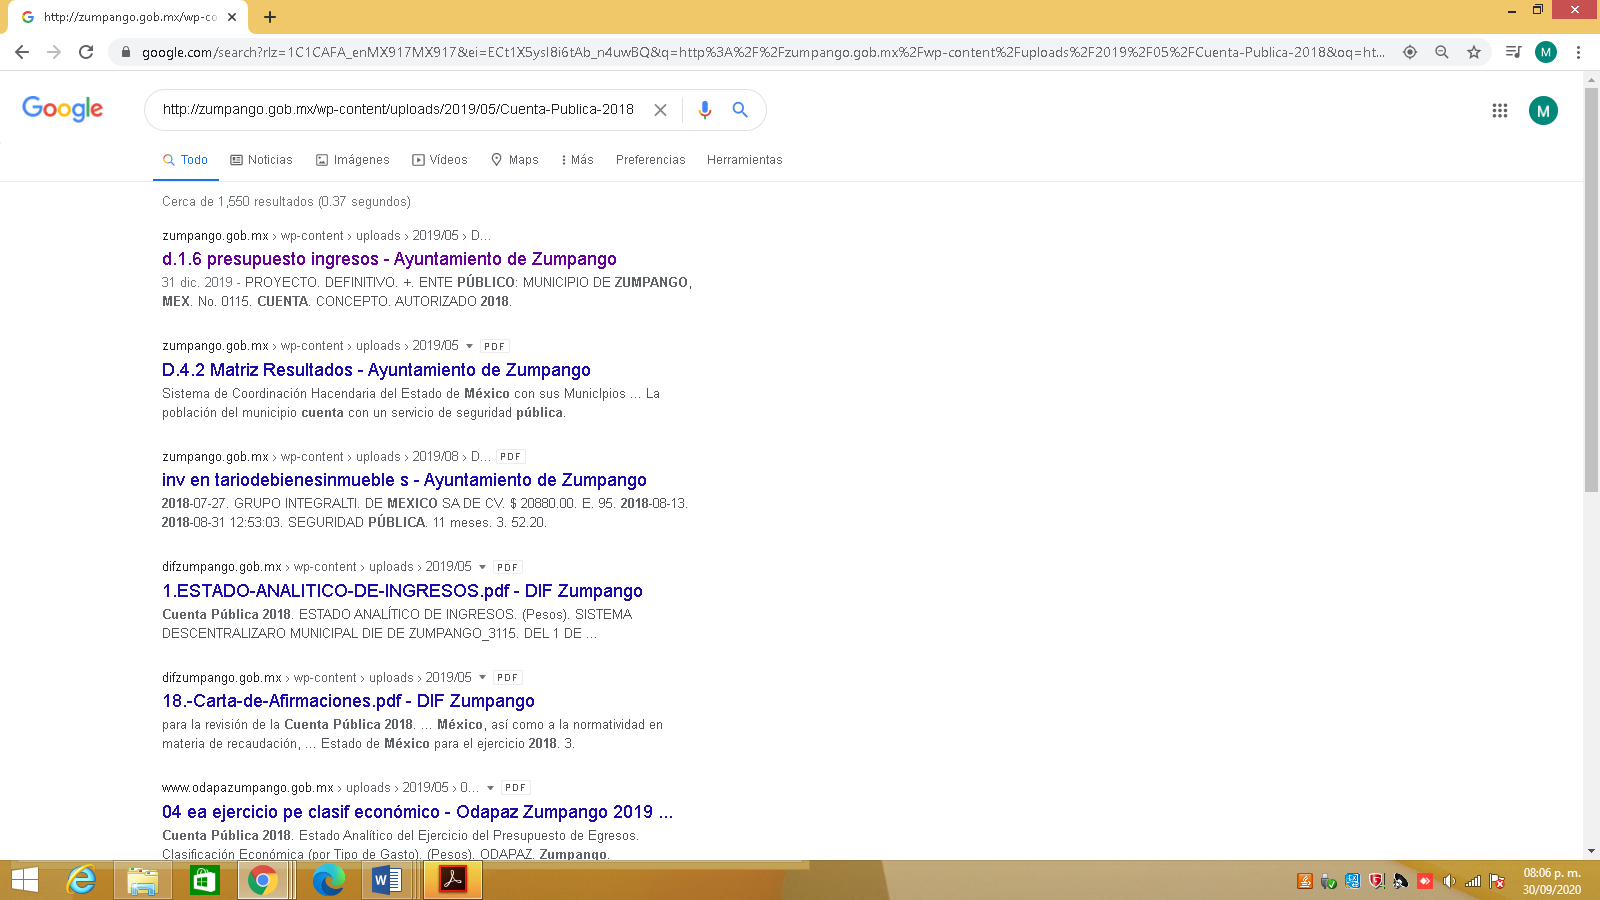 http://zumpango.gob.mx/wp-co
google.com/search?rlz=1C1CAFA_enMX917MX917&ei=ECt1X5ysI8i6tAb_n4uwBQ&q=http%3A%2F%2Fzumpango.gob.mx%2Fwp-content%2Fuploads%2F2019%2F05%2FCuenta-Publica-2018&oq=ht...
M
Google
http://zumpango.gob.mx/wp-content/uploads/2019/05/Cuenta-Publica-2018
M
Todo Noticias Imágenes Vídeos Maps Más Preferencias Herramientas
Cerca de 1,550 resultados (0.37 segundos)
zumpango.gob.mx › wp-content › uploads › 2019/05 › D...
d.1.6 presupuesto ingresos - Ayuntamiento de Zumpango
31 dic. 2019 - PROYECTO. DEFINITIVO. +. ENTE PÚBLICO: MUNICIPIO DE ZUMPANGO,
MEX. No. 0115. CUENTA. CONCEPTO. AUTORIZADO 2018.
zumpango.gob.mx › wp-content › uploads › 2019/05 PDF
D.4.2 Matriz Resultados - Ayuntamiento de Zumpango
Sistema de Coordinación Hacendaria del Estado de México con sus MunicIpios ... La
población del municipio cuenta con un servicio de seguridad pública.
zumpango.gob.mx › wp-content › uploads › 2019/08 › D... PDF
inv en tariodebienesinmueble s - Ayuntamiento de Zumpango
2018-07-27. GRUPO INTEGRALTI. DE MEXICO SA DE CV. $ 20880.00. E. 95. 2018-08-13.
2018-08-31 12:53:03. SEGURIDAD PÚBLICA. 11 meses. 3. 52.20.
difzumpango.gob.mx › wp-content › uploads › 2019/05 PDF
1.ESTADO-ANALITICO-DE-INGRESOS.pdf - DIF Zumpango
Cuenta Pública 2018. ESTADO ANALÍTICO DE INGRESOS. (Pesos). SISTEMA
DESCENTRALIZARO MUNICIPAL DIE DE ZUMPANGO_3115. DEL 1 DE ...
difzumpango.gob.mx › wp-content › uploads › 2019/05 PDF
18.-Carta-de-Afirmaciones.pdf - DIF Zumpango
para la revisión de la Cuenta Pública 2018. ... México, así como a la normatividad en
materia de recaudación, ... Estado de México para el ejercicio 2018. 3.
www.odapazumpango.gob.mx › uploads › 2019/05 › 0... PDF
04 ea ejercicio pe clasif económico - Odapaz Zumpango 2019 ...
Cuenta Pública 2018. Estado Analítico del Ejercicio del Presupuesto de Egresos.
Clasificación Económica (por Tipo de Gasto). (Pesos). ODAPAZ. Zumpango.
08:06 p. m.
30/09/2020